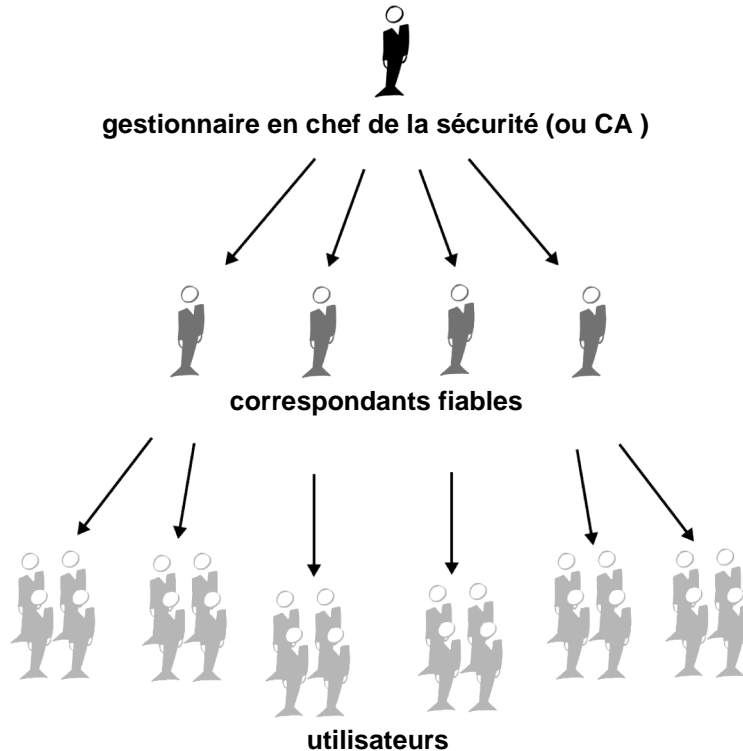 gestionnaire en chef de la sécurité (ou CA )
correspondants fiables
utilisateurs